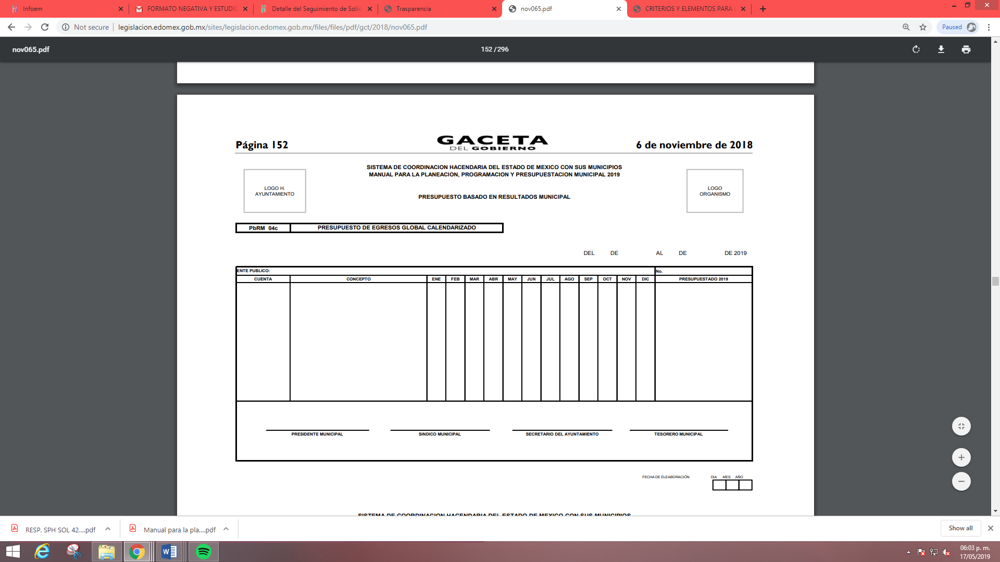 Infoem
FORMATO NEGATIVA Y ESTUDIO
Detalle del Seguimiento de Solici
Trasparencia
nov065.pdf
CRITERIOS Y ELEMENTOS PARA
Not secure legislacion.edomex.gob.mx/sites/legislacion.edomex.gob.mx/files/files/pdf/gct/2018/nov065.pdf
Paused
nov065.pdf
152 / 296
Página 152
GACETA
DEL GOBIERNO
6 de noviembre de 2018
SISTEMA DE COORDINACION HACENDARIA DEL ESTADO DE MEXICO CON SUS MUNICIPIOS
MANUAL PARA LA PLANEACION, PROGRAMACION Y PRESUPUESTACION MUNICIPAL 2019
LOGO H.
AYUNTAMIENTO
PRESUPUESTO BASADO EN RESULTADOS MUNICIPAL
LOGO
ORGANISMO
PbRM 04c PRESUPUESTO DE EGRESOS GLOBAL CALENDARIZADO
DEL DE AL DE DE 2019
ENTE PUBLICO: No.
CUENTA CONCEPTO ENE FEB MAR ABR MAY JUN JUL AGO SEP OCT NOV DIC PRESUPUESTADO 2019
PRESIDENTE MUNICIPAL SINDICO MUNICIPAL SECRETARIO DEL AYUNTAMIENTO TESORERO MUNICIPAL
FECHA DE ELEABORACIÓN DIA MES AÑO
SISTEMA DE COORDINACION HACENDARIA DEL ESTADO DE MEXICO CON SUS MUNICIPIOS
RESP. SPH SOL 42....pdf
Manual para la pla....pdf
Show all
06:03 p. m.
17/05/2019